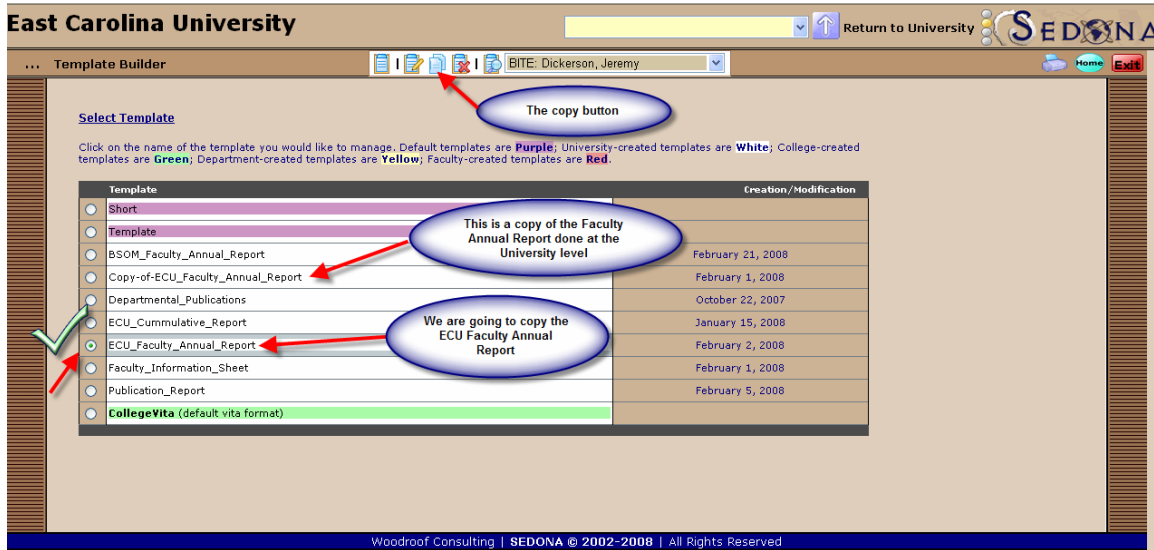 East Carolina University
Return to University
SEDONA
... Template Builder
BITE: Dickerson, Jeremy
Home
Exit
The copy button
Select Template
Click on the name of the template you would like to manage. Default templates are Purple; University-created templates are White; College-created
templates are Green; Department-created templates are Yellow; Faculty-created templates are Red.
Template Creation/Modification
Short
Template
This is a copy of the Faculty
Annual Report done at the
University level
BSOM_Faculty_Annual_Report February 21, 2008
Copy-of-ECU_Faculty_Annual_Report February 1, 2008
Departmental_Publications October 22, 2007
ECU_Cummulative_Report January 15, 2008
We are going to copy the
ECU Faculty Annual
Report
ECU_Faculty_Annual_Report February 2, 2008
Faculty_Information_Sheet February 1, 2008
Publication_Report February 5, 2008
CollegeVita (default vita format)
Woodroof Consulting | SEDONA © 2002-2008 | All Rights Reserved